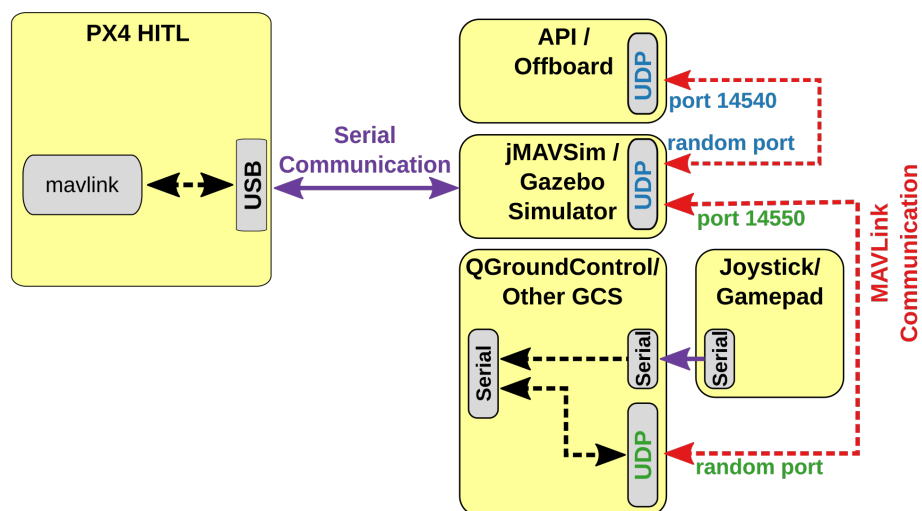 PX4 HITL
mavlink
USB
Serial
Communication
API /
Offboard
UDP
port 14540
random port
jMAVSim /
Gazebo
Simulator
UDP
port 14550
MAVLink
Communication
QGroundControl/
Other GCS
Serial
Serial
UDP
random port
Joystick/
Gamepad
Serial